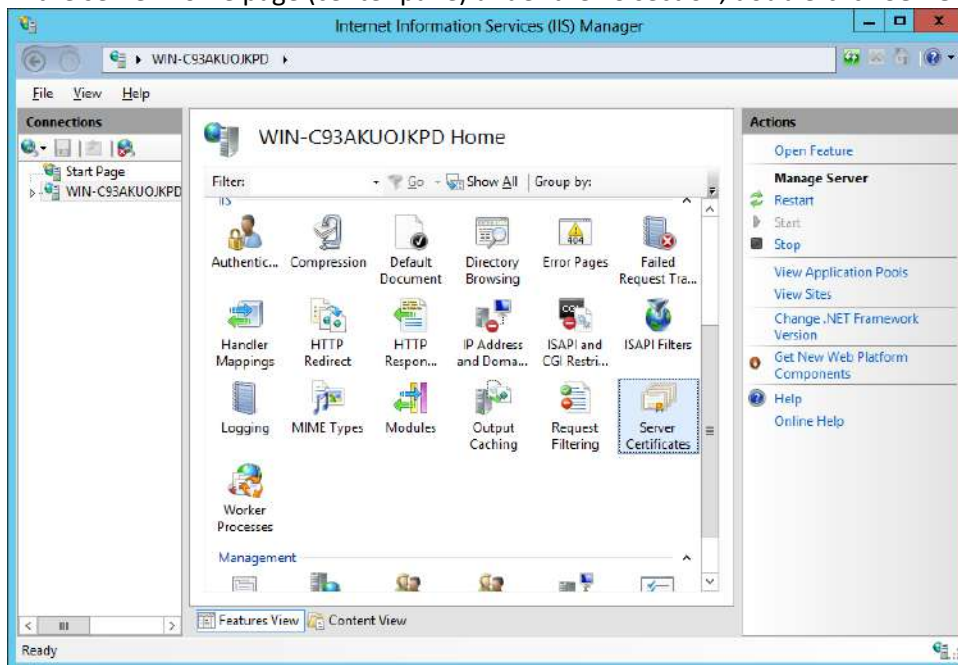 Internet Information Services (IIS) Manager
WIN-C93AKUOJKPD
File View Help
Connections
Start Page
WIN-C93AKUOJKPD
WIN-C93AKUOJKPD Home
Filter: Go Show All Group by:
IIS
Authentic... Compression Default Document Directory Browsing Error Pages Failed Request Tra...
Handler Mappings HTTP Redirect HTTP Respon... IP Address and Doma... ISAPI and CGI Restri... ISAPI Filters
Logging MIME Types Modules Output Caching Request Filtering Server Certificates
Worker Processes
Management
Features View Content View
Actions
Open Feature
Manage Server
Restart
Start
Stop
View Application Pools
View Sites
Change .NET Framework
Version
Get New Web Platform
Components
Help
Online Help
Ready